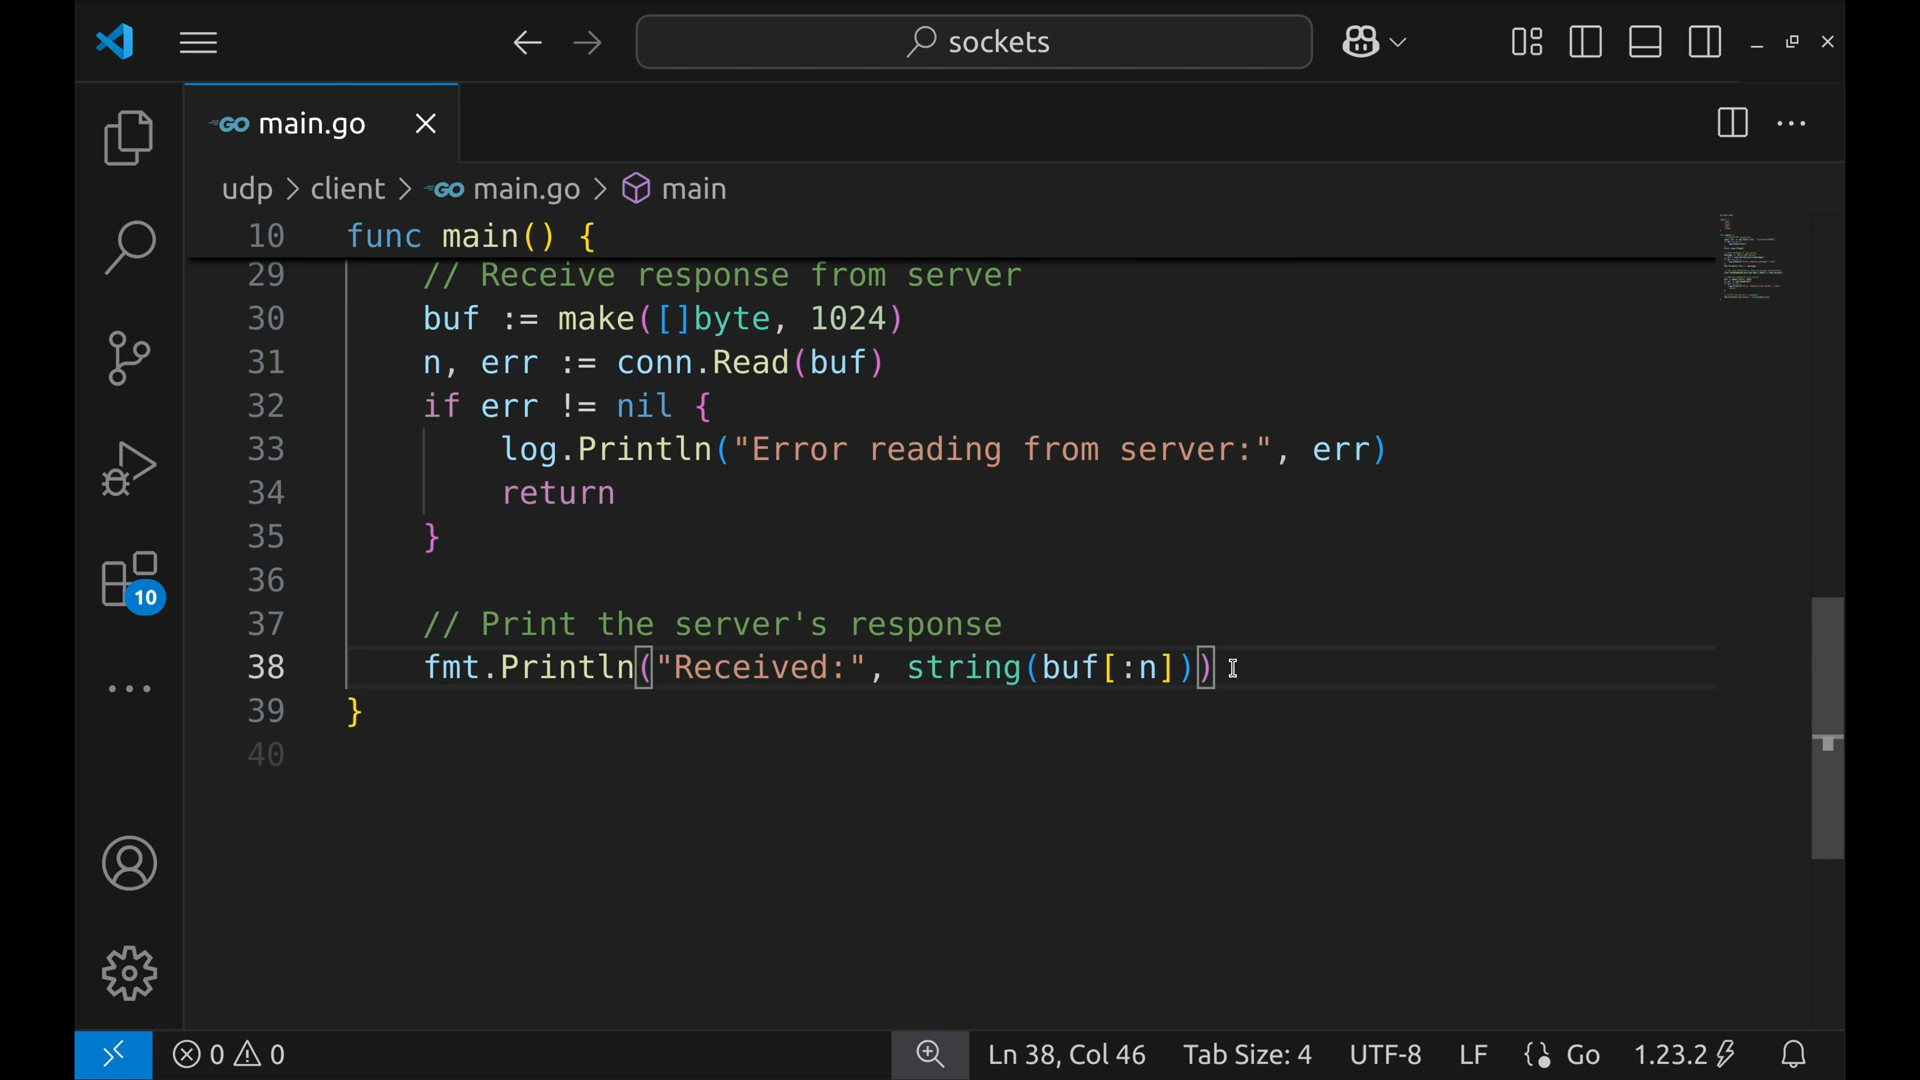 sockets
GO main.go
udp > client > GO main.go > main
10 func main() {
29 // Receive response from server
30 buf := make([]byte, 1024)
31 n, err := conn.Read(buf)
32 if err != nil {
33 log.Println("Error reading from server:", err)
34 return
35 }
36
37 // Print the server's response
38 fmt.Println("Received:", string(buf[:n]))
39 }
40
10
0 0
Ln 38, Col 46 Tab Size: 4 UTF-8 LF Go 1.23.2